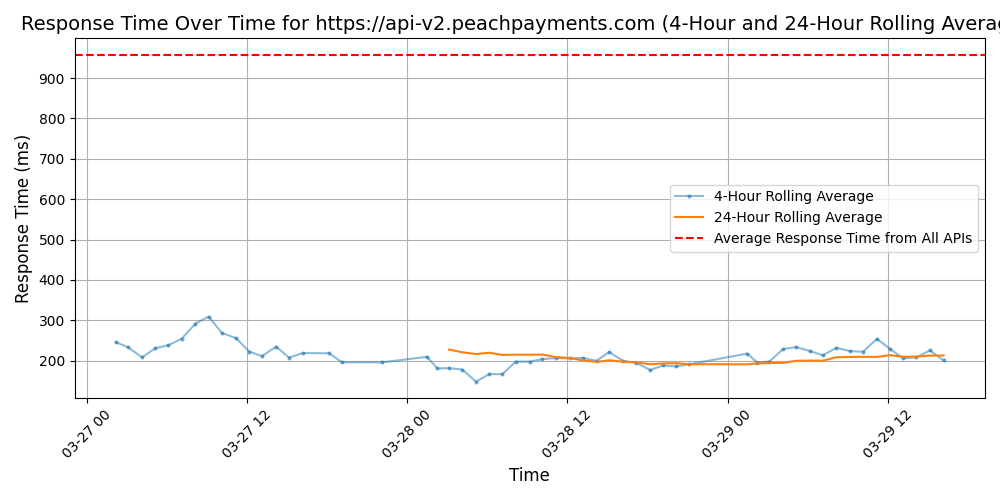 Response Time Over Time for https://api-v2.peachpayments.com (4-Hour and 24-Hour Rolling Averag
900
800
700
600
500
400
300
200
Response Time (ms)
4-Hour Rolling Average
24-Hour Rolling Average
Average Response Time from All APIs
03-27 00
03-27 12
03-28 00
03-28 12
03-29 00
03-29 12
Time